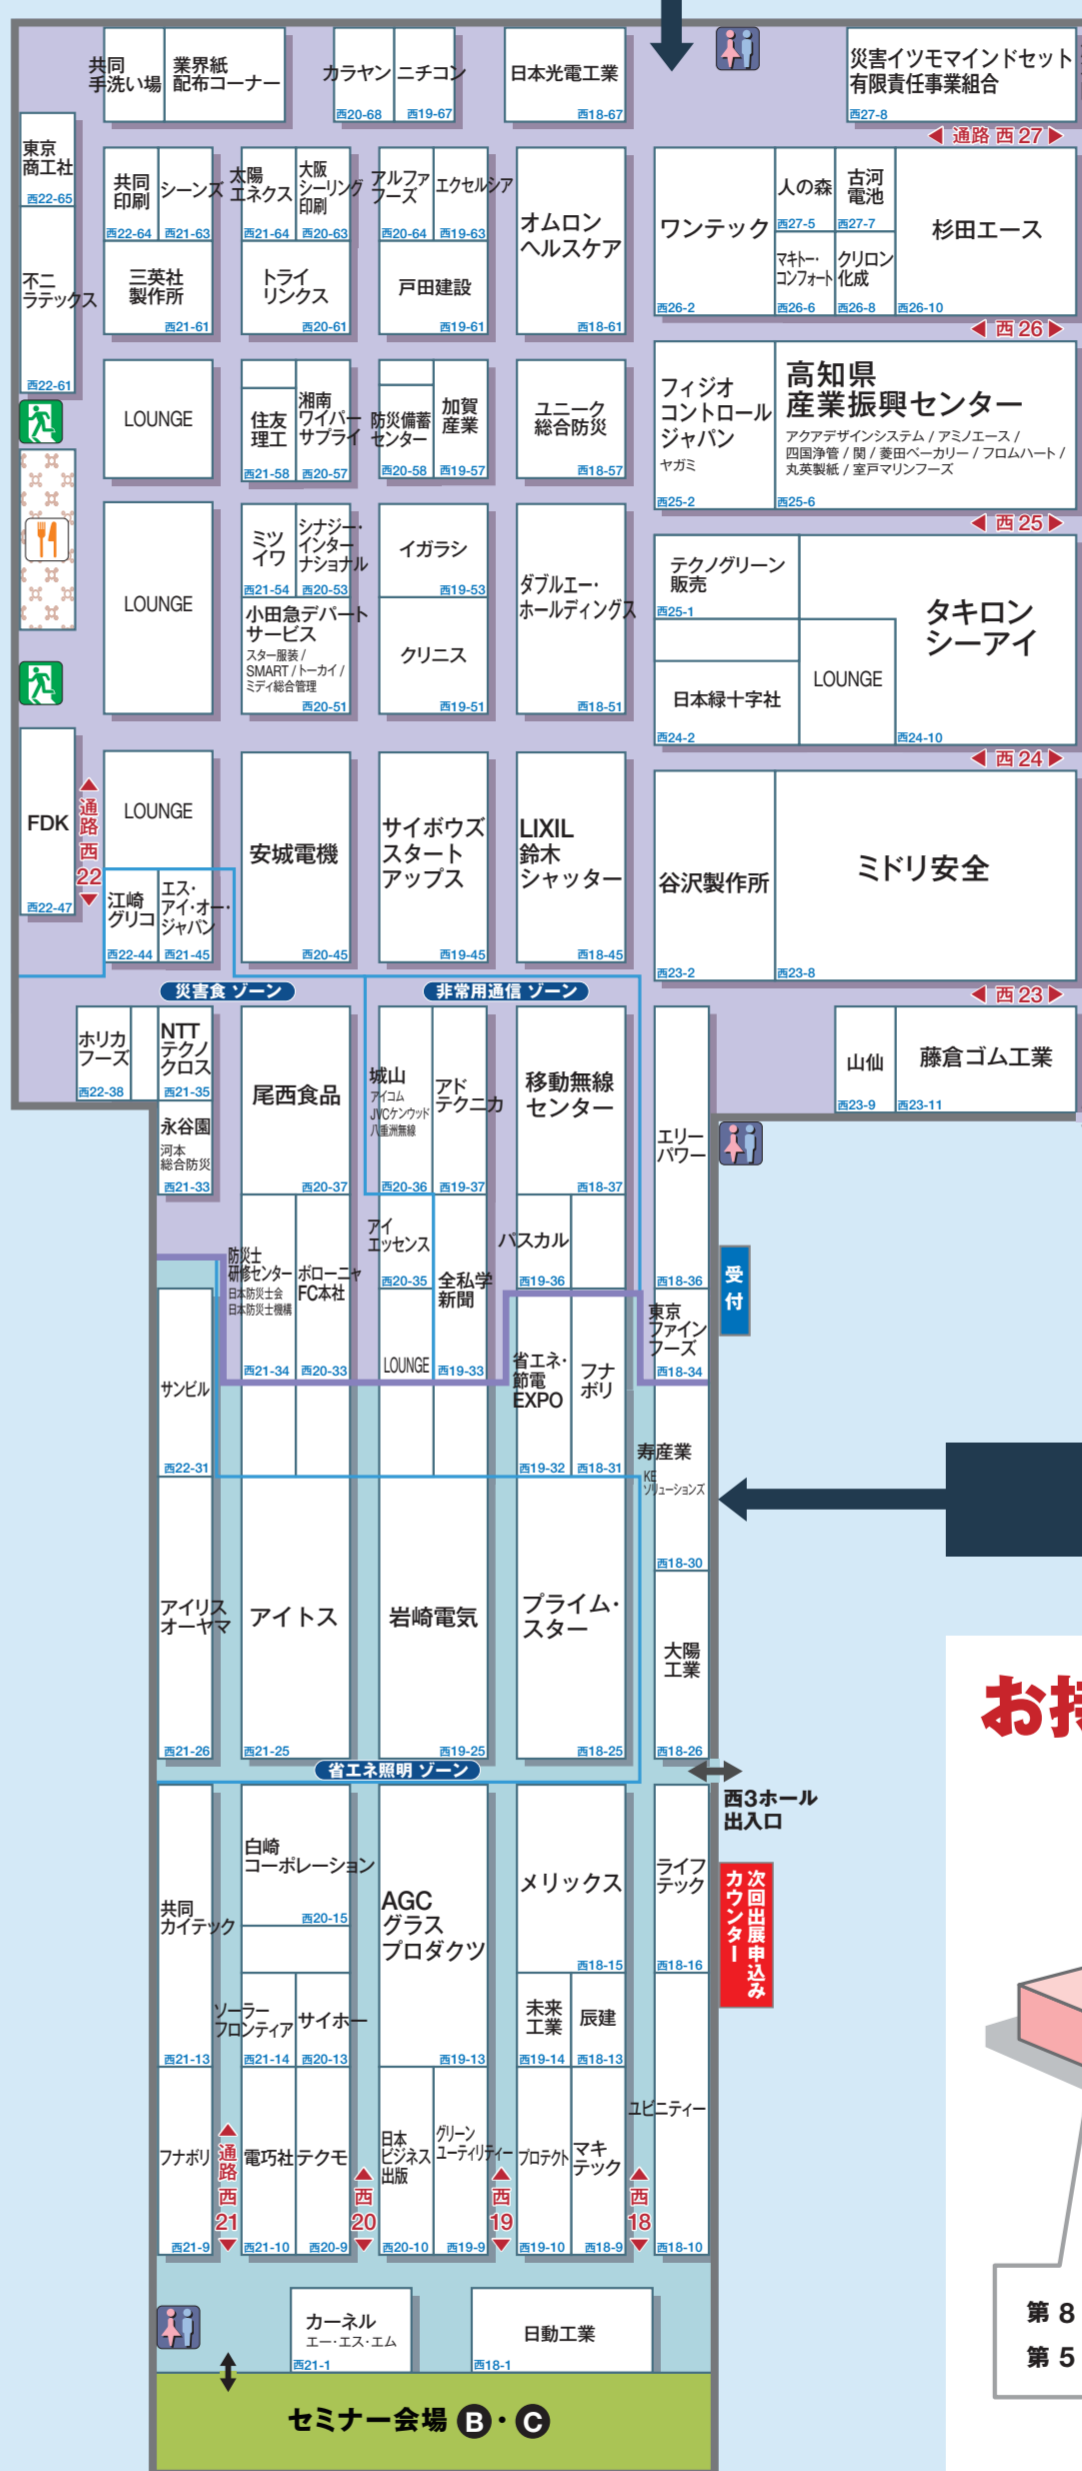 共同
手洗い場
業界紙
配布コーナー
カラヤン
西20-68
ニチコン
西19-67
日本光電工業
西18-67
災害イツモマインドセット
有限責任事業組合
西27-8
通路 西 27
東京
商工社
西22-65
共同
印刷
西22-64
シーンズ
西21-63
太陽
エネクス
西21-64
大阪
シーリング
印刷
西20-63
アルファ
フーズ
西20-64
エクセルシア
西19-63
オムロン
ヘルスケア
西18-61
ワンテック
西26-2
人の森
西27-5
古河
電池
西27-7
杉田エース
西26-10
マキトー・
コンフォート
西26-6
クリロン
化成
西26-8
不二
ラテックス
西22-61
三英社
製作所
西21-61
トライ
リンクス
西20-61
戸田建設
西19-61
西 26
LOUNGE
住友
理工
西21-58
湘南
ワイパー
サプライ
西20-57
防災備蓄
センター
西20-58
加賀
産業
西19-57
ユニーク
総合防災
西18-57
フィジオ
コントロール
ジャパン
ヤガミ
西25-2
高知県
産業振興センター
アクアデザインシステム / アミノエース /
四国浄管 / 関 / 菱田ベーカリー / フロムハート /
丸英製紙 / 室戸マリンフーズ
西25-6
西 25
LOUNGE
ミツ
イワ
西21-54
シナジー・
インター
ナショナル
西20-53
イガラシ
西19-53
ダブルエー・
ホールディングス
西18-51
小田急デパート
サービス
スター服装 /
SMART / トーカイ /
ミディ総合管理
西20-51
クリニス
西19-51
テクノグリーン
販売
西25-1
日本緑十字社
西24-2
LOUNGE
タキロン
シーアイ
西24-10
西 24
FDK
西22-47
通路 西 22
LOUNGE
江崎
グリコ
西22-44
エス・
アイ・オー・
ジャパン
西21-45
安城電機
西20-45
サイボウズ
スタート
アップス
西19-45
LIXIL
鈴木
シャッター
西18-45
谷沢製作所
西23-2
ミドリ安全
西23-8
災害食 ゾーン
非常用通信 ゾーン
西 23
ホリカ
フーズ
西22-38
NTT
テクノ
クロス
西21-35
永谷園
河本
総合防災
西21-33
尾西食品
西20-37
城山
アイコム
JVCケンウッド
八重洲無線
西20-36
アド
テクニカ
西19-37
移動無線
センター
西18-37
エリー
パワー
西18-36
山仙
西23-9
藤倉ゴム工業
西23-11
防災士
研修センター
日本防災士会
日本防災士機構
西21-34
ボローニャ
FC本社
西20-33
アイ
エッセンス
西20-35
LOUNGE
全私学
新聞
西19-33
パスカル
西19-36
受付
東京
ファイン
フーズ
西18-34
サンビル
西22-31
省エネ・
節電
EXPO
西19-32
フナ
ボリ
西18-31
寿産業
KE
ソリューションズ
西18-30
アイリス
オーヤマ
西21-26
アイトス
西21-25
岩崎電気
西19-25
プライム・
スター
西18-25
大陽
工業
西18-26
お持
省エネ照明 ゾーン
西3ホール
出入口
共同
カイテック
西21-13
白崎
コーポレーション
西20-15
AGC
グラス
プロダクツ
西19-13
メリックス
西18-15
ライフ
テック
西18-16
次回出展申込み
カウンター
ソーラー
フロンティア
西21-14
サイホー
西20-13
未来
工業
西19-14
辰建
西18-13
フナボリ
西21-9
通路 西 21
電巧社
西21-10
テクモ
西20-9
西 20
日本
ビジネス
出版
西20-10
グリーン
ユーティリティー
西19-9
西 19
プロテクト
西19-10
マキ
テック
西18-9
西 18
ユビニティー
西18-10
カーネル
エー・エス・エム
西21-1
日動工業
西18-1
第 8
第 5
セミナー会場 B・C